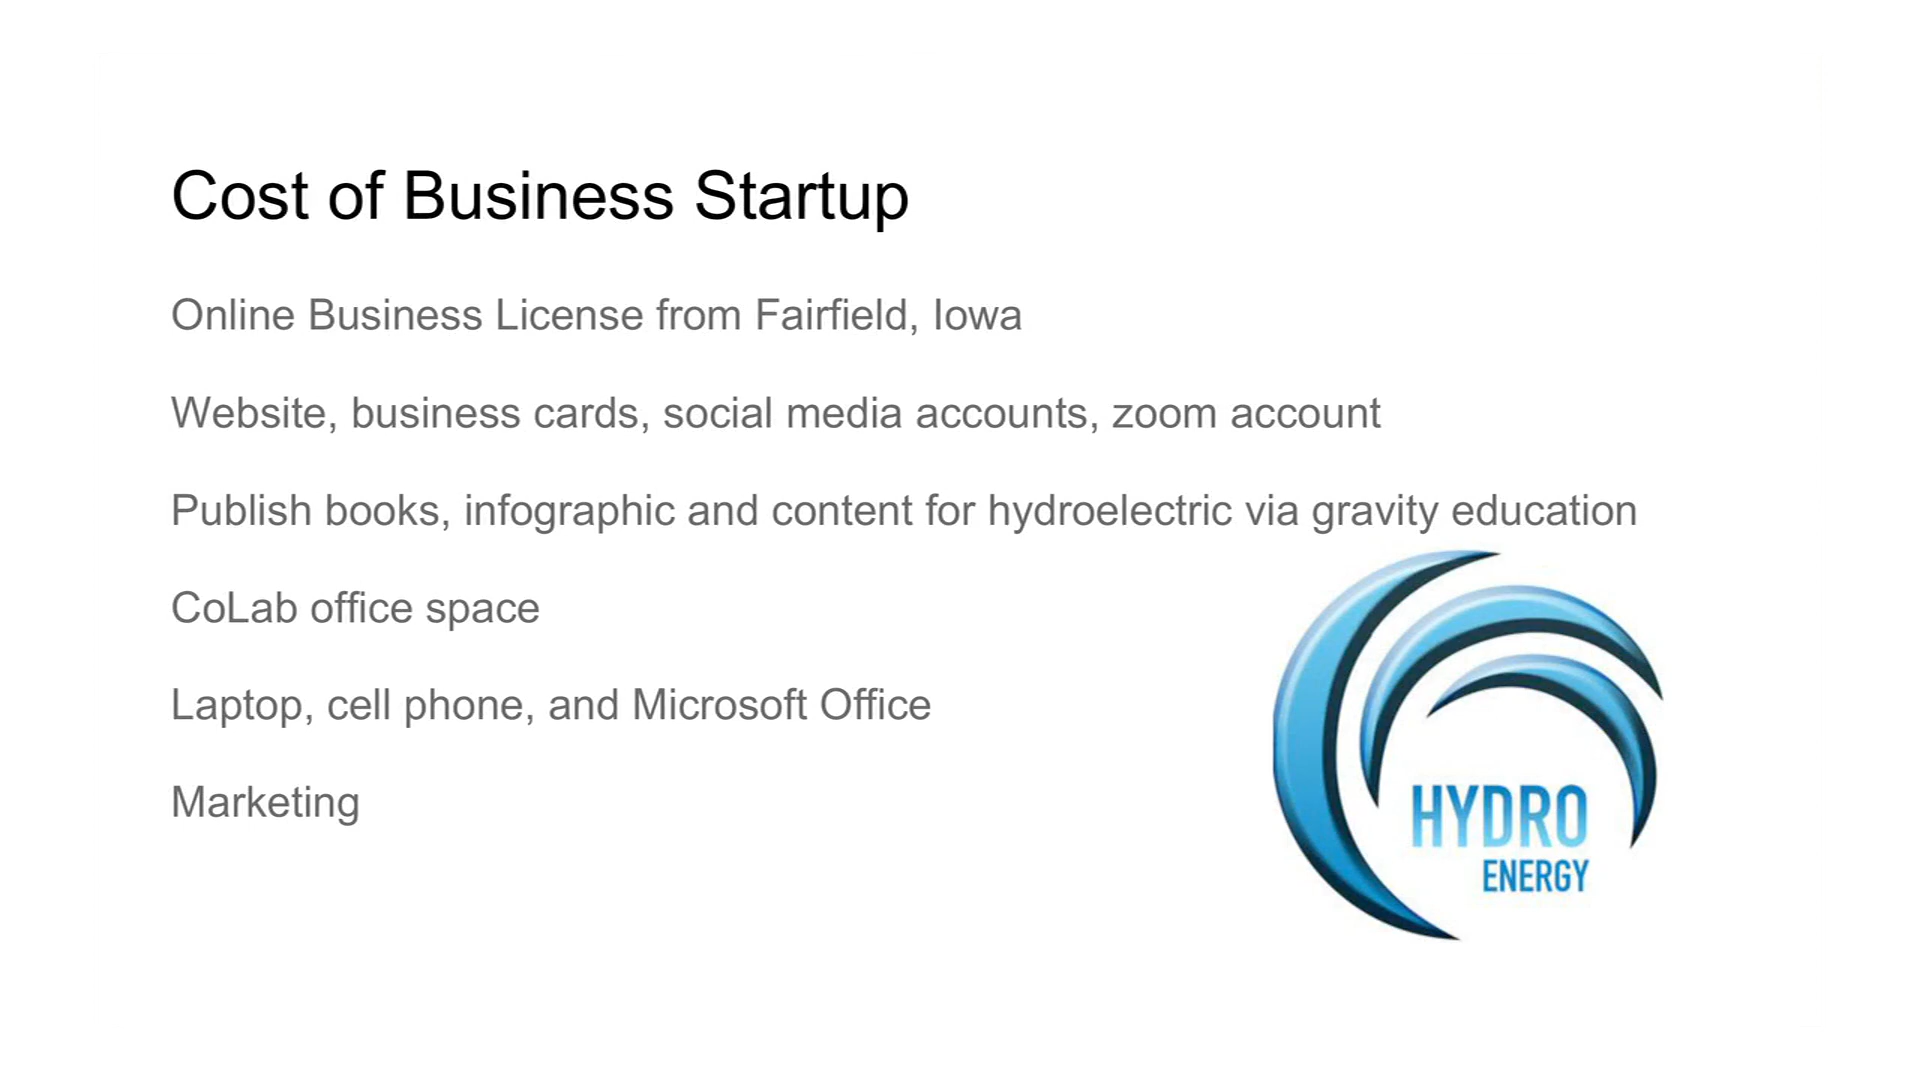 Cost of Business Startup
Online Business License from Fairfield, Iowa
Website, business cards, social media accounts, zoom account
Publish books, infographic and content for hydroelectric via gravity education
CoLab office space
Laptop, cell phone, and Microsoft Office
Marketing
HYDRO
ENERGY